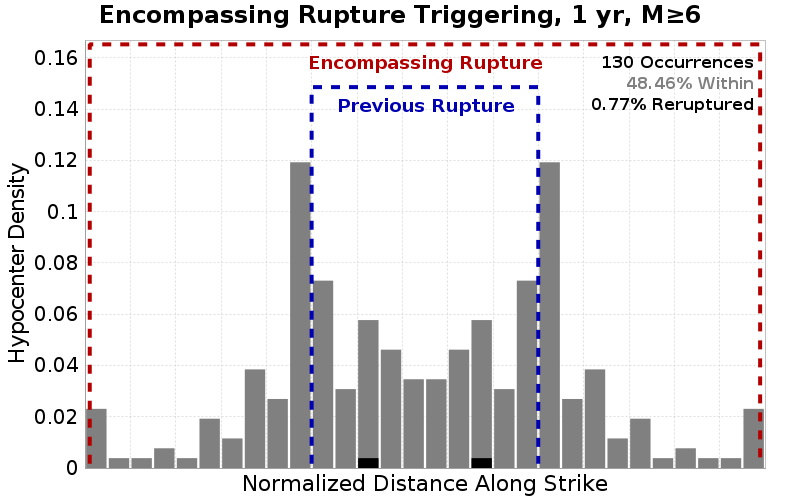 Encompassing Rupture Triggering, 1 yr, M≥6
Hypocenter Density
0.16
0.14
0.12
0.1
0.08
0.06
0.04
0.02
0
Encompassing Rupture
Previous Rupture
130 Occurrences
48.46% Within
0.77% Reruptured
Normalized Distance Along Strike